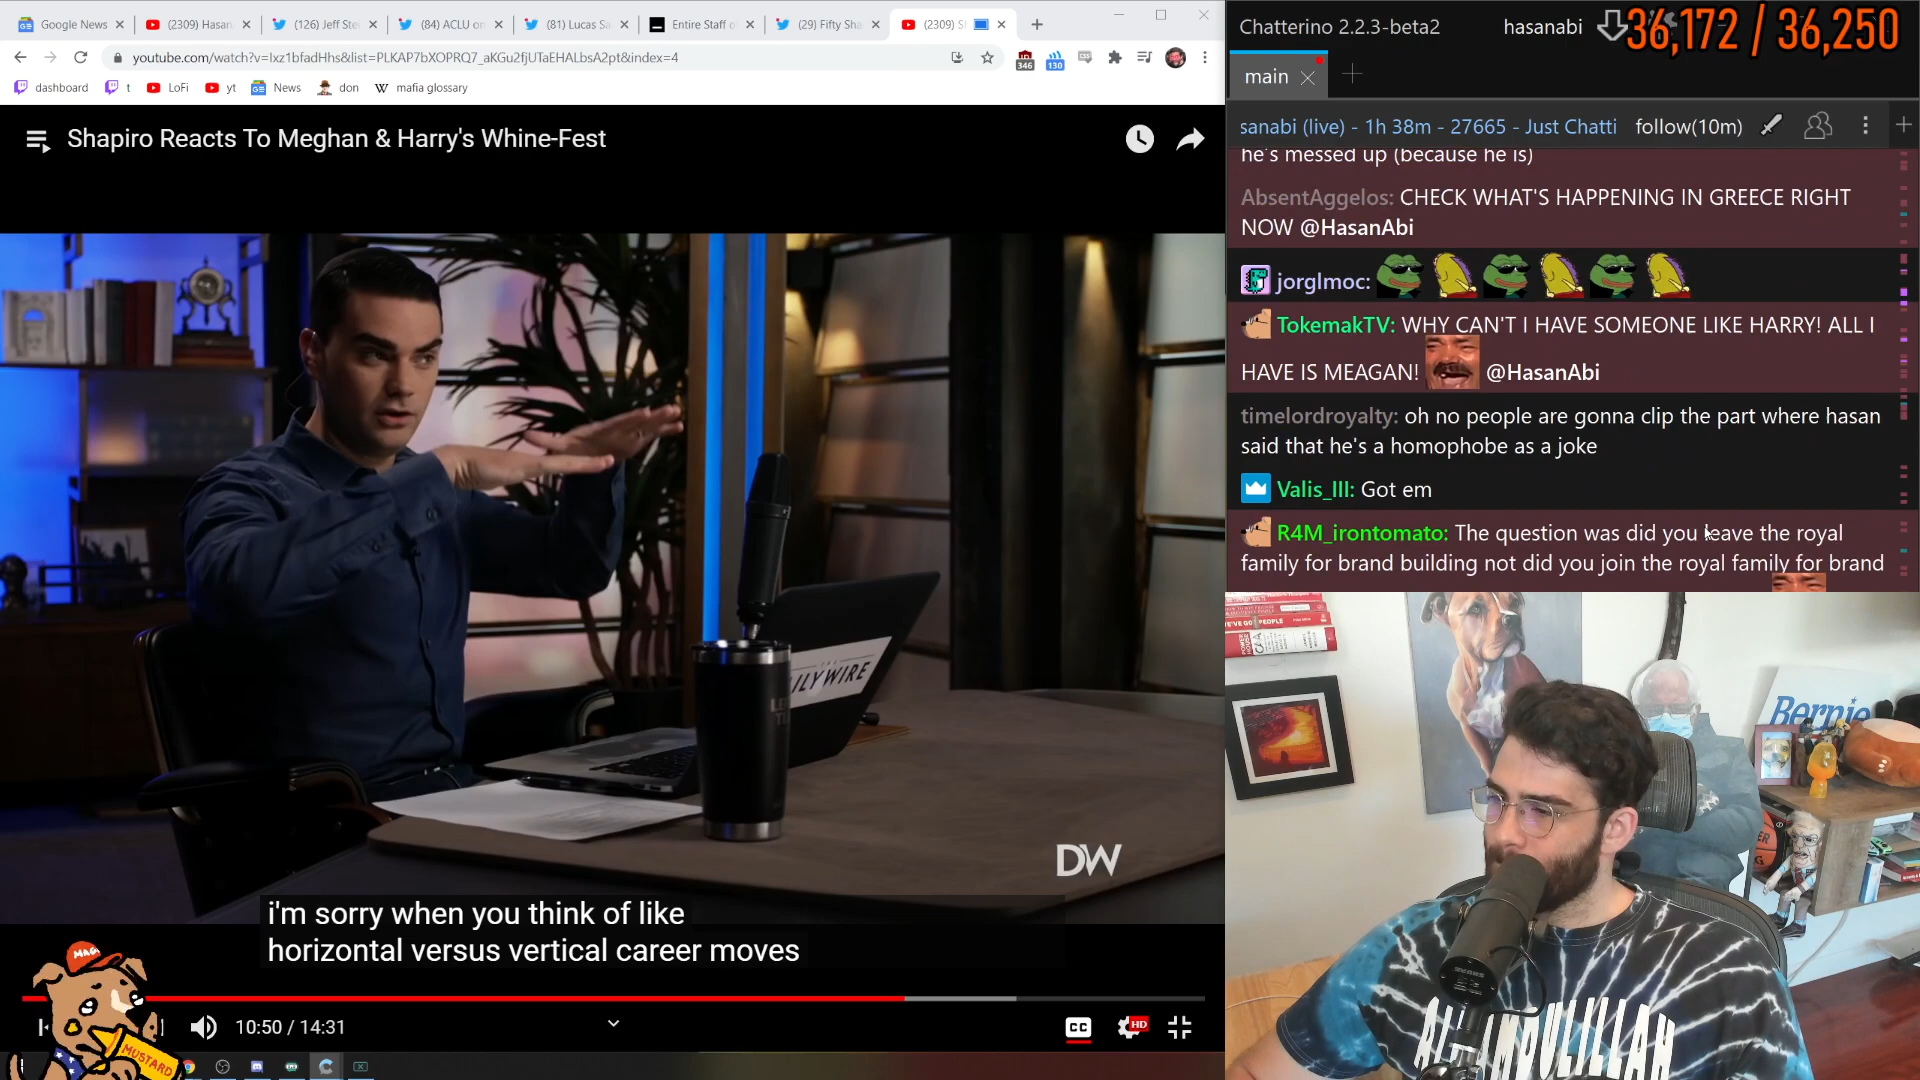 Google News
(2309) Hasan
(126) Jeff Ste
(84) ACLU on
(81) Lucas Sa
Entire Staff o
(29) Fifty Sha
(2309) S
youtube.com/watch?v=Ixz1bfadHhs&list=PLKAP7bXOPRQ7_aKGu2fjUTaEHALbsA2pt&index=4
346
130
dashboard
t
LoFi
yt
News
don
mafia glossary
Shapiro Reacts To Meghan & Harry's Whine-Fest
DW
i'm sorry when you think of like
horizontal versus vertical career moves
MUSTARD
10:50 / 14:31
CC
HD
Chatterino 2.2.3-beta2
hasanabi
36,172 / 36,250
main
sanabi (live) - 1h 38m - 27665 - Just Chatti
follow(10m)
he's messed up (because he is)
AbsentAggelos: CHECK WHAT'S HAPPENING IN GREECE RIGHT
NOW @HasanAbi
jorglmoc:
TokemakTV: WHY CAN'T I HAVE SOMEONE LIKE HARRY! ALL I
HAVE IS MEAGAN! @HasanAbi
timelordroyalty: oh no people are gonna clip the part where hasan
said that he's a homophobe as a joke
Valis_III: Got em
R4M_irontomato: The question was did you leave the royal
family for brand building not did you join the royal family for brand
Bernie